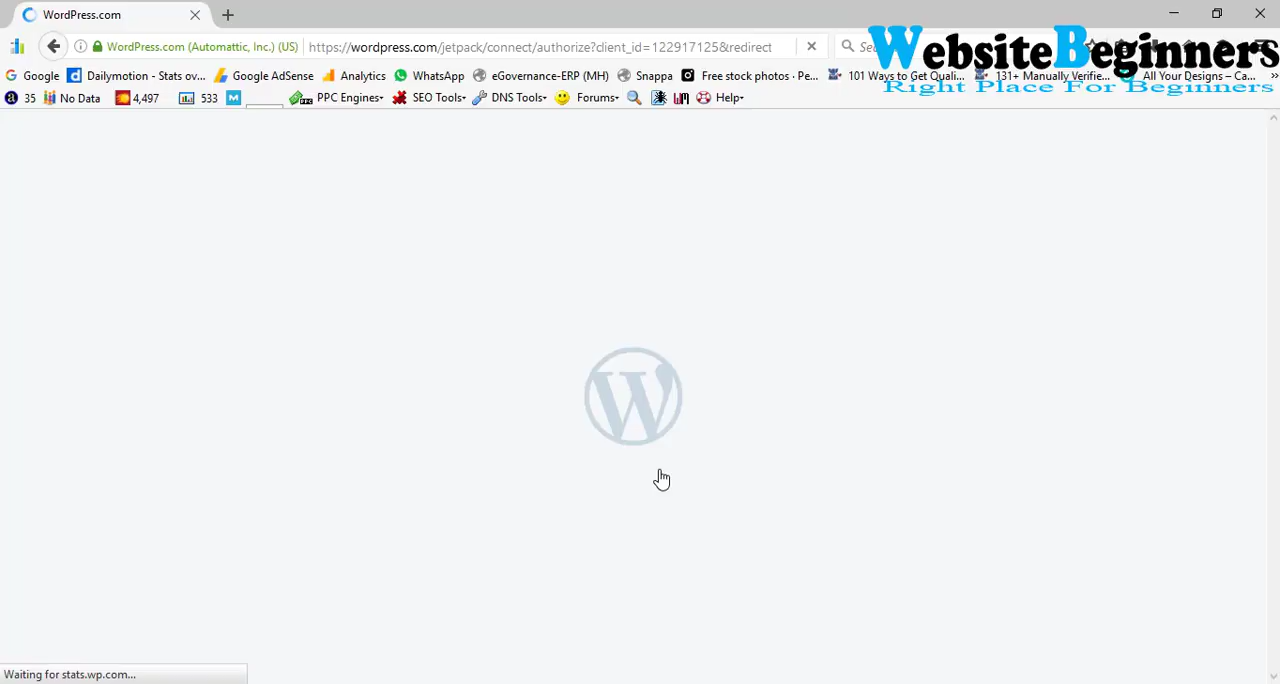 WordPress.com
WordPress.com (Automattic, Inc.) (US) https://wordpress.com/jetpack/connect/authorize?client_id=122917125&redirect
WebsiteBeginners
Right Place For Beginners
Google Dailymotion - Stats ov... Google AdSense Analytics WhatsApp eGovernance-ERP (MH) Snappa Free stock photos · Pe... 101 Ways to Get Quali... 131+ Manually Verifie... All Your Designs – Ca... »
35 No Data 4,497 533 PPC Engines SEO Tools DNS Tools Forums Help
Waiting for stats.wp.com...